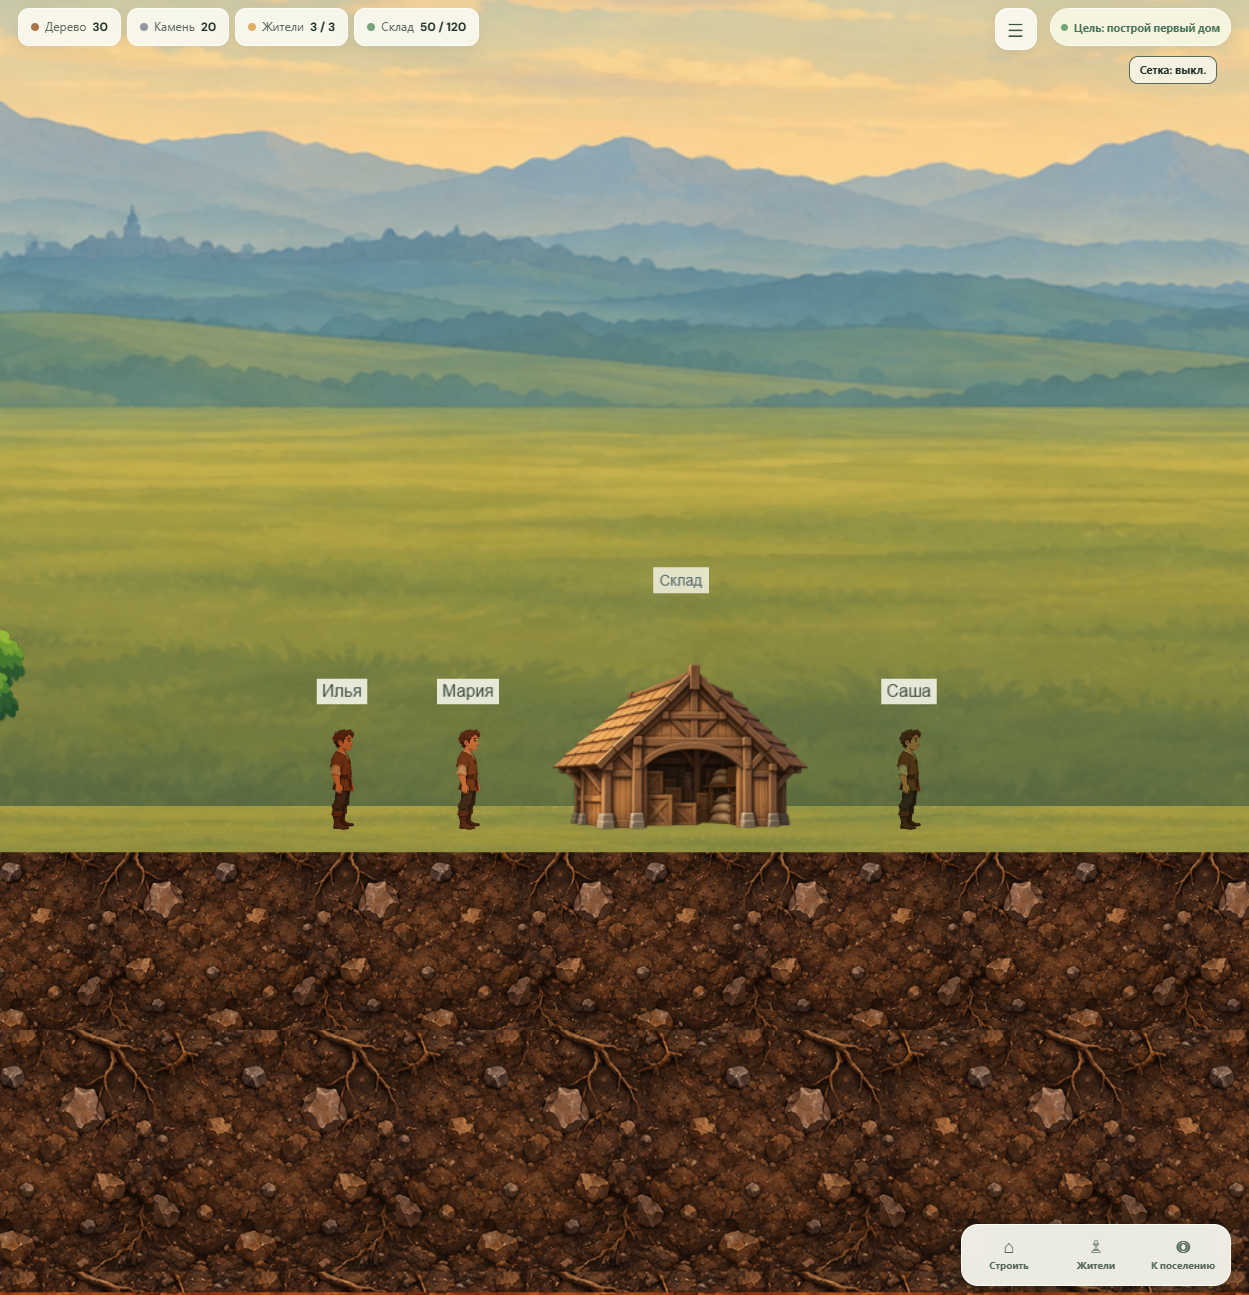 Дерево 30
Камень 20
Жители 3 / 3
Склад 50 / 120
Цель: построй первый дом
Сетка: выкл.
Склад
Илья
Мария
Саша
Строить
Жители
К поселению